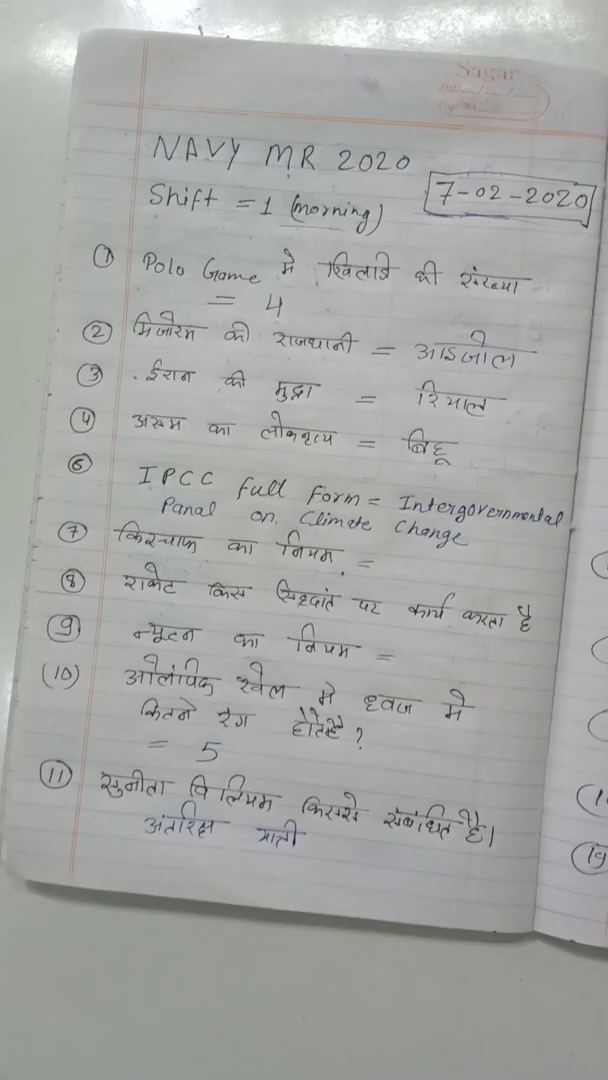 Sagar
NAVY MR 2020
Shift = 1 (morning)
7-02-2020
① Polo Game मे खिलाड़ी की संख्या
= 4
② मिजोरम की राजधानी = आइजोल
③ . ईरान की मुद्रा = रियाल
④ असम का लोकनृत्य = बिहू
⑥ IPCC Full Form = Intergovernmental
Panal on Climate Change
⑦ किरचाफ का नियम =
⑧ राकेट किस सिद्धांत पर कार्य करता है
⑨ न्यूटन का नियम =
(10) ओलंपिक खेल मे ध्वज मे
कितने रंग होते है ?
= 5
⑪ सुनीता विलियम किससे संबंधित है।
अंतरिक्ष यात्री